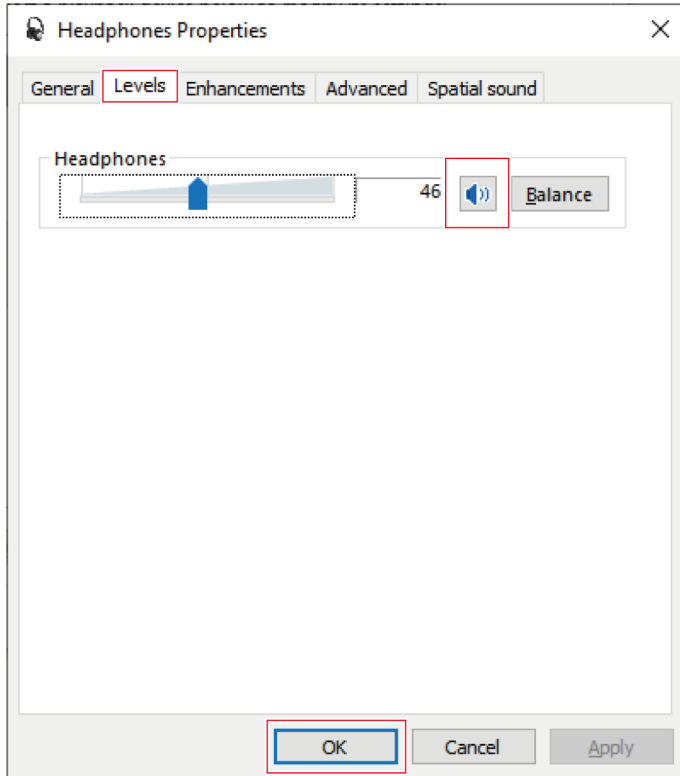 Headphones Properties
General Levels Enhancements Advanced Spatial sound
Headphones
46 Balance
OK Cancel Apply